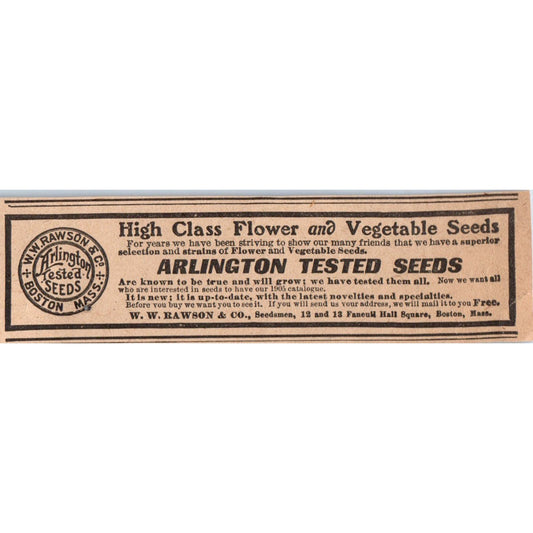 W. W. RAWSON & Co.
Arlington
Tested
SEEDS
BOSTON MASS.
High Class Flower and Vegetable Seeds
For years we have been striving to show our many friends that we have a superior
selection and strains of Flower and Vegetable Seeds.
ARLINGTON TESTED SEEDS
Are known to be true and will grow; we have tested them all. Now we want all
who are interested in seeds to have our 1905 catalogue.
It is new; it is up-to-date, with the latest novelties and specialties.
Before you buy we want you to see it. If you will send us your address, we will mail it to you Free.
W. W. RAWSON & CO., Seedsmen, 12 and 13 Faneuil Hall Square, Boston, Mass.